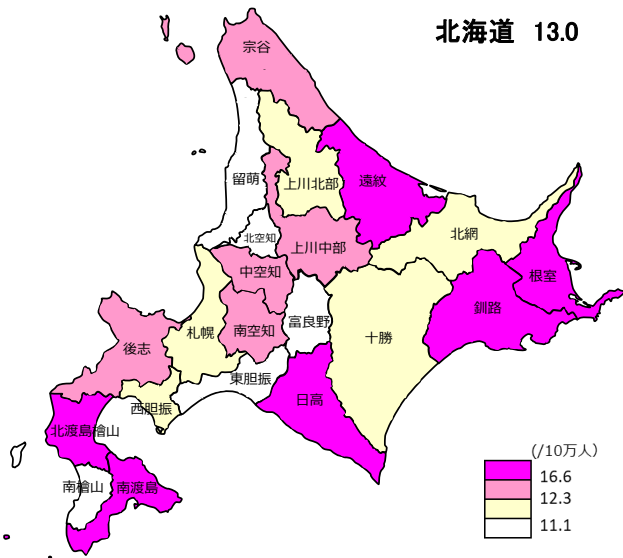 北海道 13.0
宗谷
留萌
上川北部
遠紋
北空知
上川中部
北網
中空知
根室
釧路
富良野
南空知
札幌
十勝
後志
東胆振
日高
西胆振
北渡島檜山
南檜山
南渡島
(/10万人)
16.6
12.3
11.1